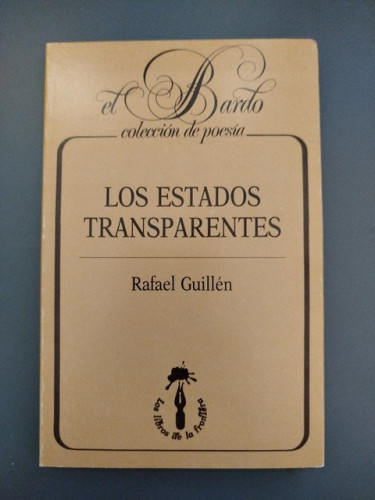 el Bardo
colección de poesía
LOS ESTADOS
TRANSPARENTES
Rafael Guillén
Los libros de la frontera